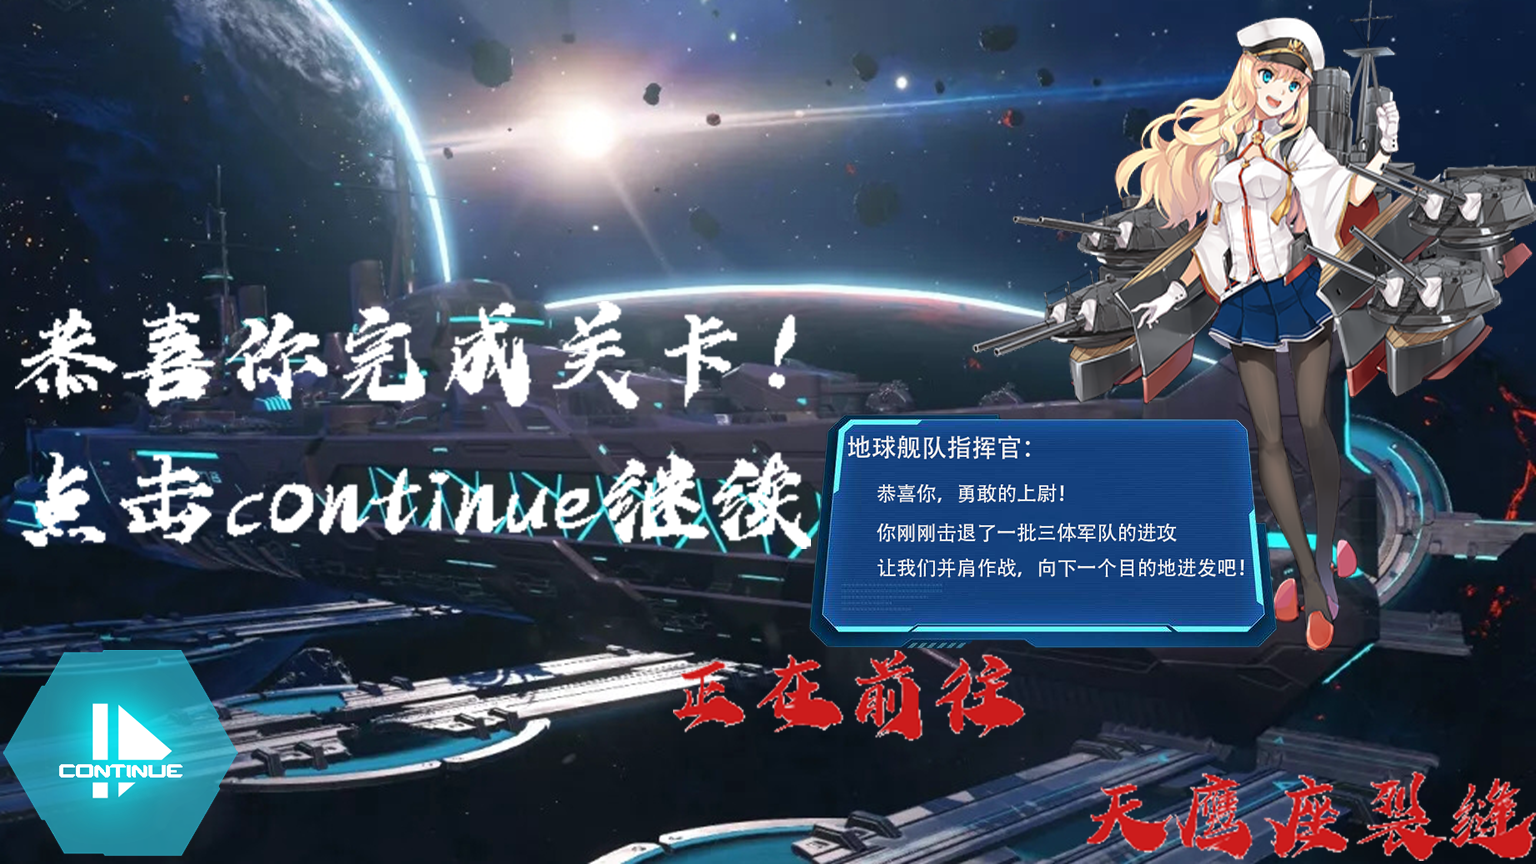 恭喜你完成关卡！
点击continue继续
地球舰队指挥官：
恭喜你，勇敢的上尉！
你刚刚击退了一批三体军队的进攻
让我们并肩作战，向下一个目的地进发吧！
正在前往
天鹰座裂缝
CONTINUE